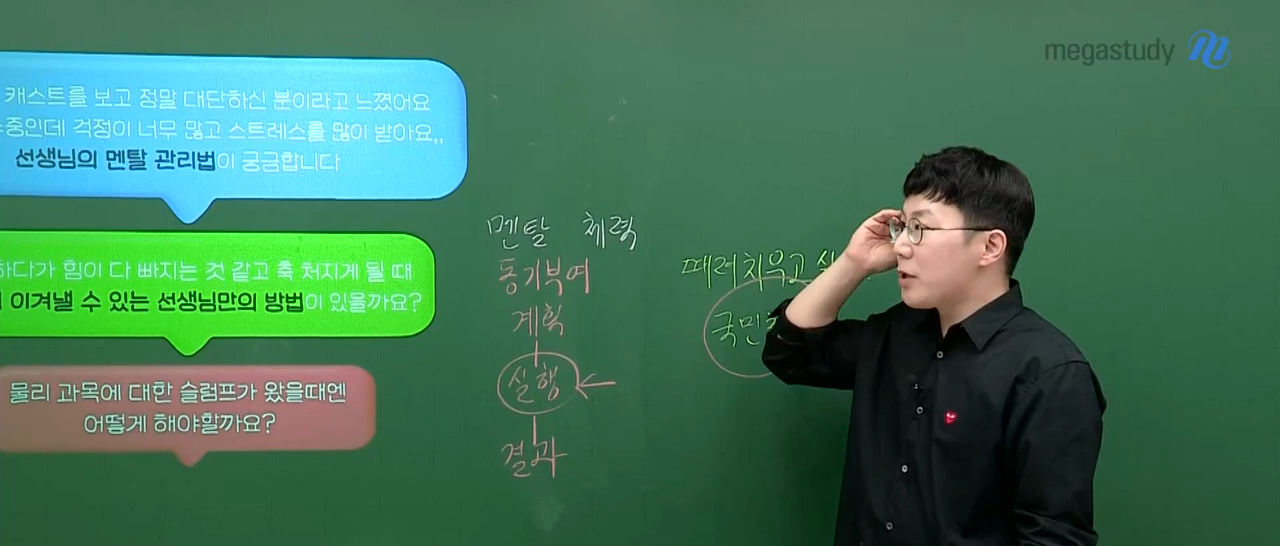 megastudy
캐스트를 보고 정말 대단하신 분이라고 느꼈어요
중인데 걱정이 너무 많고 스트레스를 많이 받아요,,
선생님의 멘탈 관리법이 궁금합니다
하다가 힘이 다 빠지는 것 같고 축 처지게 될 때
이겨낼 수 있는 선생님만의 방법이 있을까요?
물리 과목에 대한 슬럼프가 왔을때엔
어떻게 해야할까요?
멘탈 체력
동기부여
계획
실행
결과
때려치우고
국민